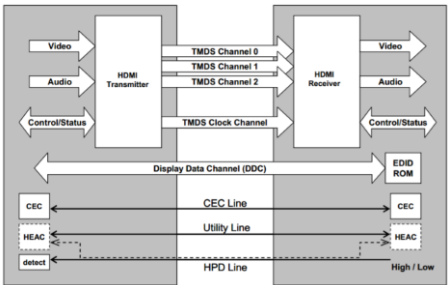 Video
Audio
Control/Status
HDMI
Transmitter
TMDS Channel 0
TMDS Channel 1
TMDS Channel 2
TMDS Clock Channel
HDMI
Receiver
Video
Audio
Control/Status
Display Data Channel (DDC)
EDID
ROM
CEC
CEC Line
CEC
HEAC
Utility Line
HEAC
detect
HPD Line
High / Low